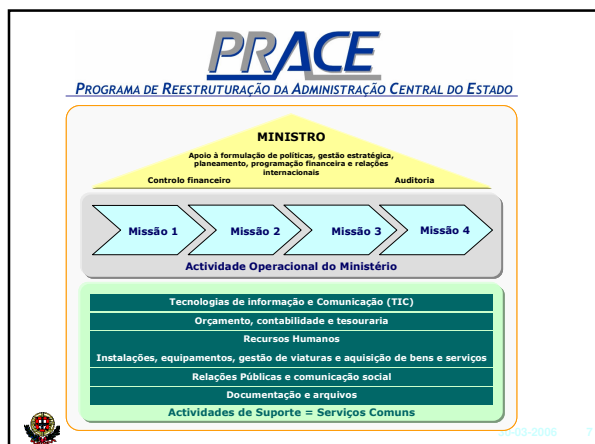 PRACE
PROGRAMA DE REESTRUTURAÇÃO DA ADMINISTRAÇÃO CENTRAL DO ESTADO
MINISTRO
Apoio à formulação de políticas, gestão estratégica,
planeamento, programação financeira e relações
internacionais
Controlo financeiro
Auditoria
Missão 1
Missão 2
Missão 3
Missão 4
Actividade Operacional do Ministério
Tecnologias de informação e Comunicação (TIC)
Orçamento, contabilidade e tesouraria
Recursos Humanos
Instalações, equipamentos, gestão de viaturas e aquisição de bens e serviços
Relações Públicas e comunicação social
Documentação e arquivos
Actividades de Suporte = Serviços Comuns
7